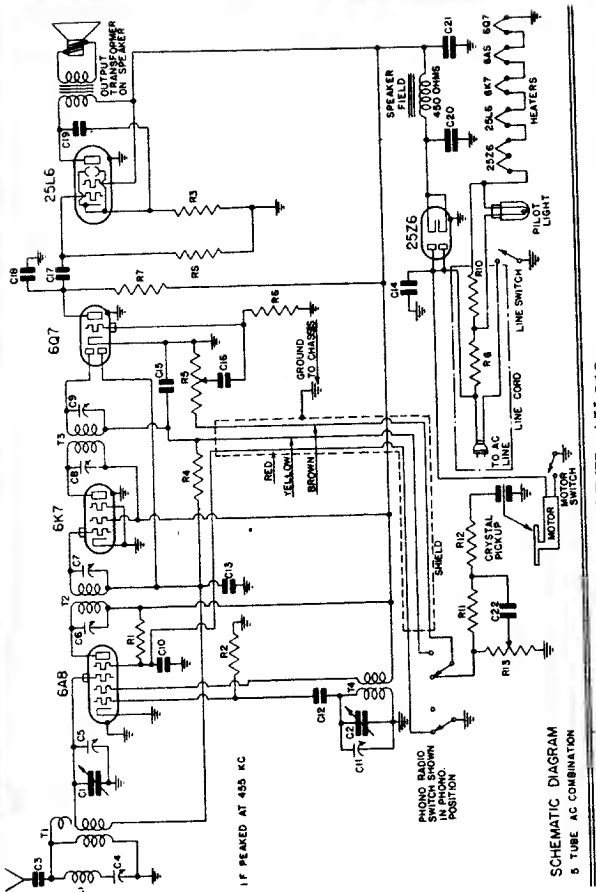 OUTPUT
TRANSFORMER
ON SPEAKER
C19
25L6
R3
C18
C17
R7
6Q7
R6
C15
R5
C16
C9
T3
C8
6K7
R4
GROUND
TO CHASSIS
RED
YELLOW
BROWN
C7
T2
C6
C13
SHIELD
R1
C10
R2
6A8
C5
C1
T1
C3
C4
C12
T4
C2
C11
IF PEAKED AT 455 KC
C21
SPEAKER
FIELD
450 OHMS
C20
25Z6
C14
25Z6
25L6
6K7
6Q7
HEATERS
PILOT
LIGHT
R10
LINE SWITCH
LINE CORD
TO AC
LINE
MOTOR
SWITCH
MOTOR
CRYSTAL
PICKUP
R12
R11
C22
R13
PHONO RADIO
SWITCH SHOWN
IN PHONO.
POSITION
SCHEMATIC DIAGRAM
5 TUBE AC COMBINATION